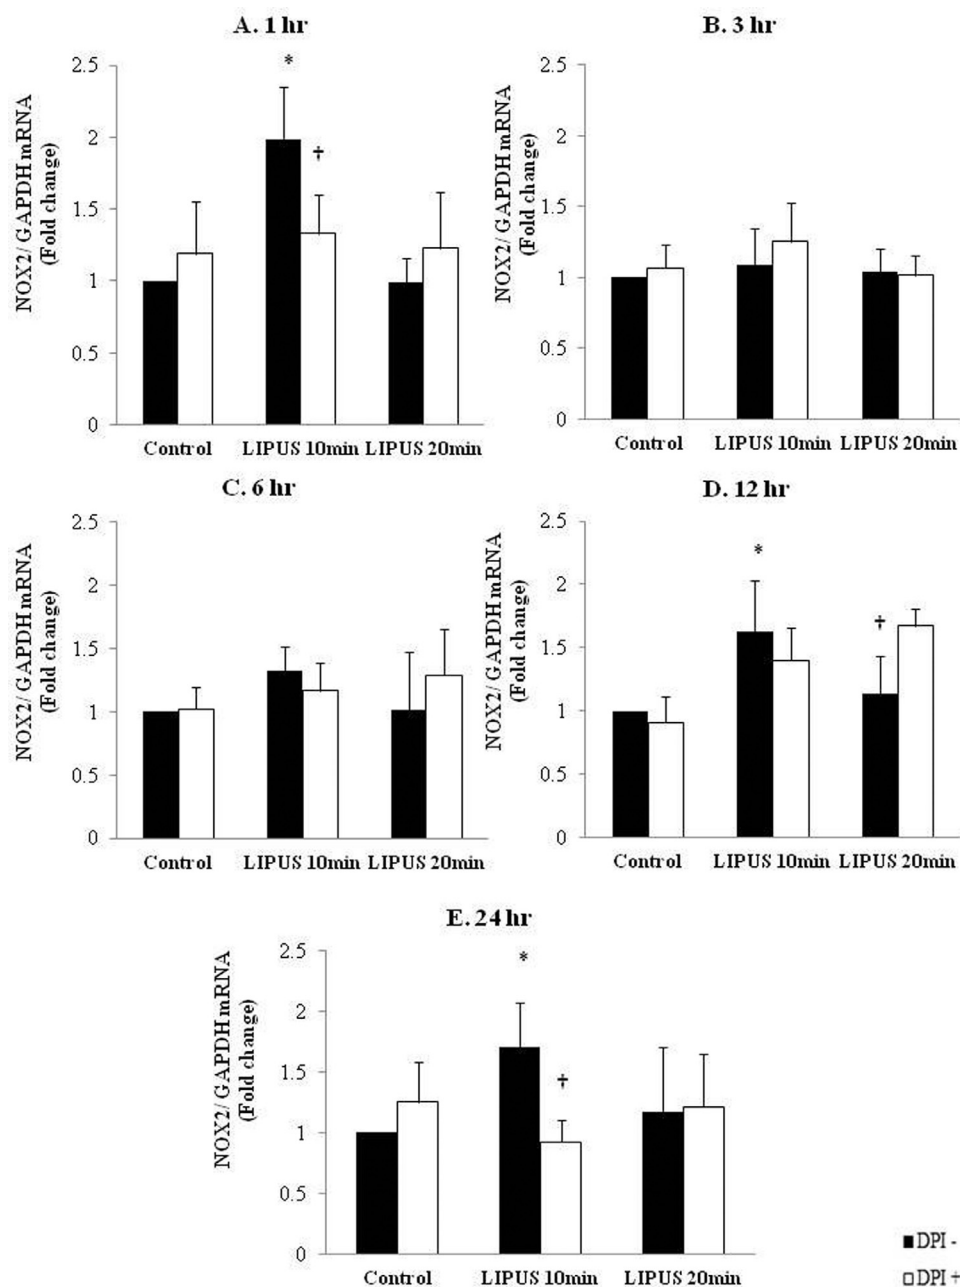 A. 1 hr
NOX2/ GAPDH mRNA
(Fold change)
2.5
2
1.5
1
0.5
0
*
†
Control LIPUS 10min LIPUS 20min
B. 3 hr
NOX2/ GAPDH mRNA
(Fold change)
2.5
2
1.5
1
0.5
0
Control LIPUS 10min LIPUS 20min
C. 6 hr
NOX2/ GAPDH mRNA
(Fold change)
2.5
2
1.5
1
0.5
0
Control LIPUS 10min LIPUS 20min
D. 12 hr
NOX2/ GAPDH mRNA
(Fold change)
2.5
2
1.5
1
0.5
0
*
†
Control LIPUS 10min LIPUS 20min
E. 24 hr
NOX2/ GAPDH mRNA
(Fold change)
2.5
2
1.5
1
0.5
0
*
†
Control LIPUS 10min LIPUS 20min
DPI -
DPI +